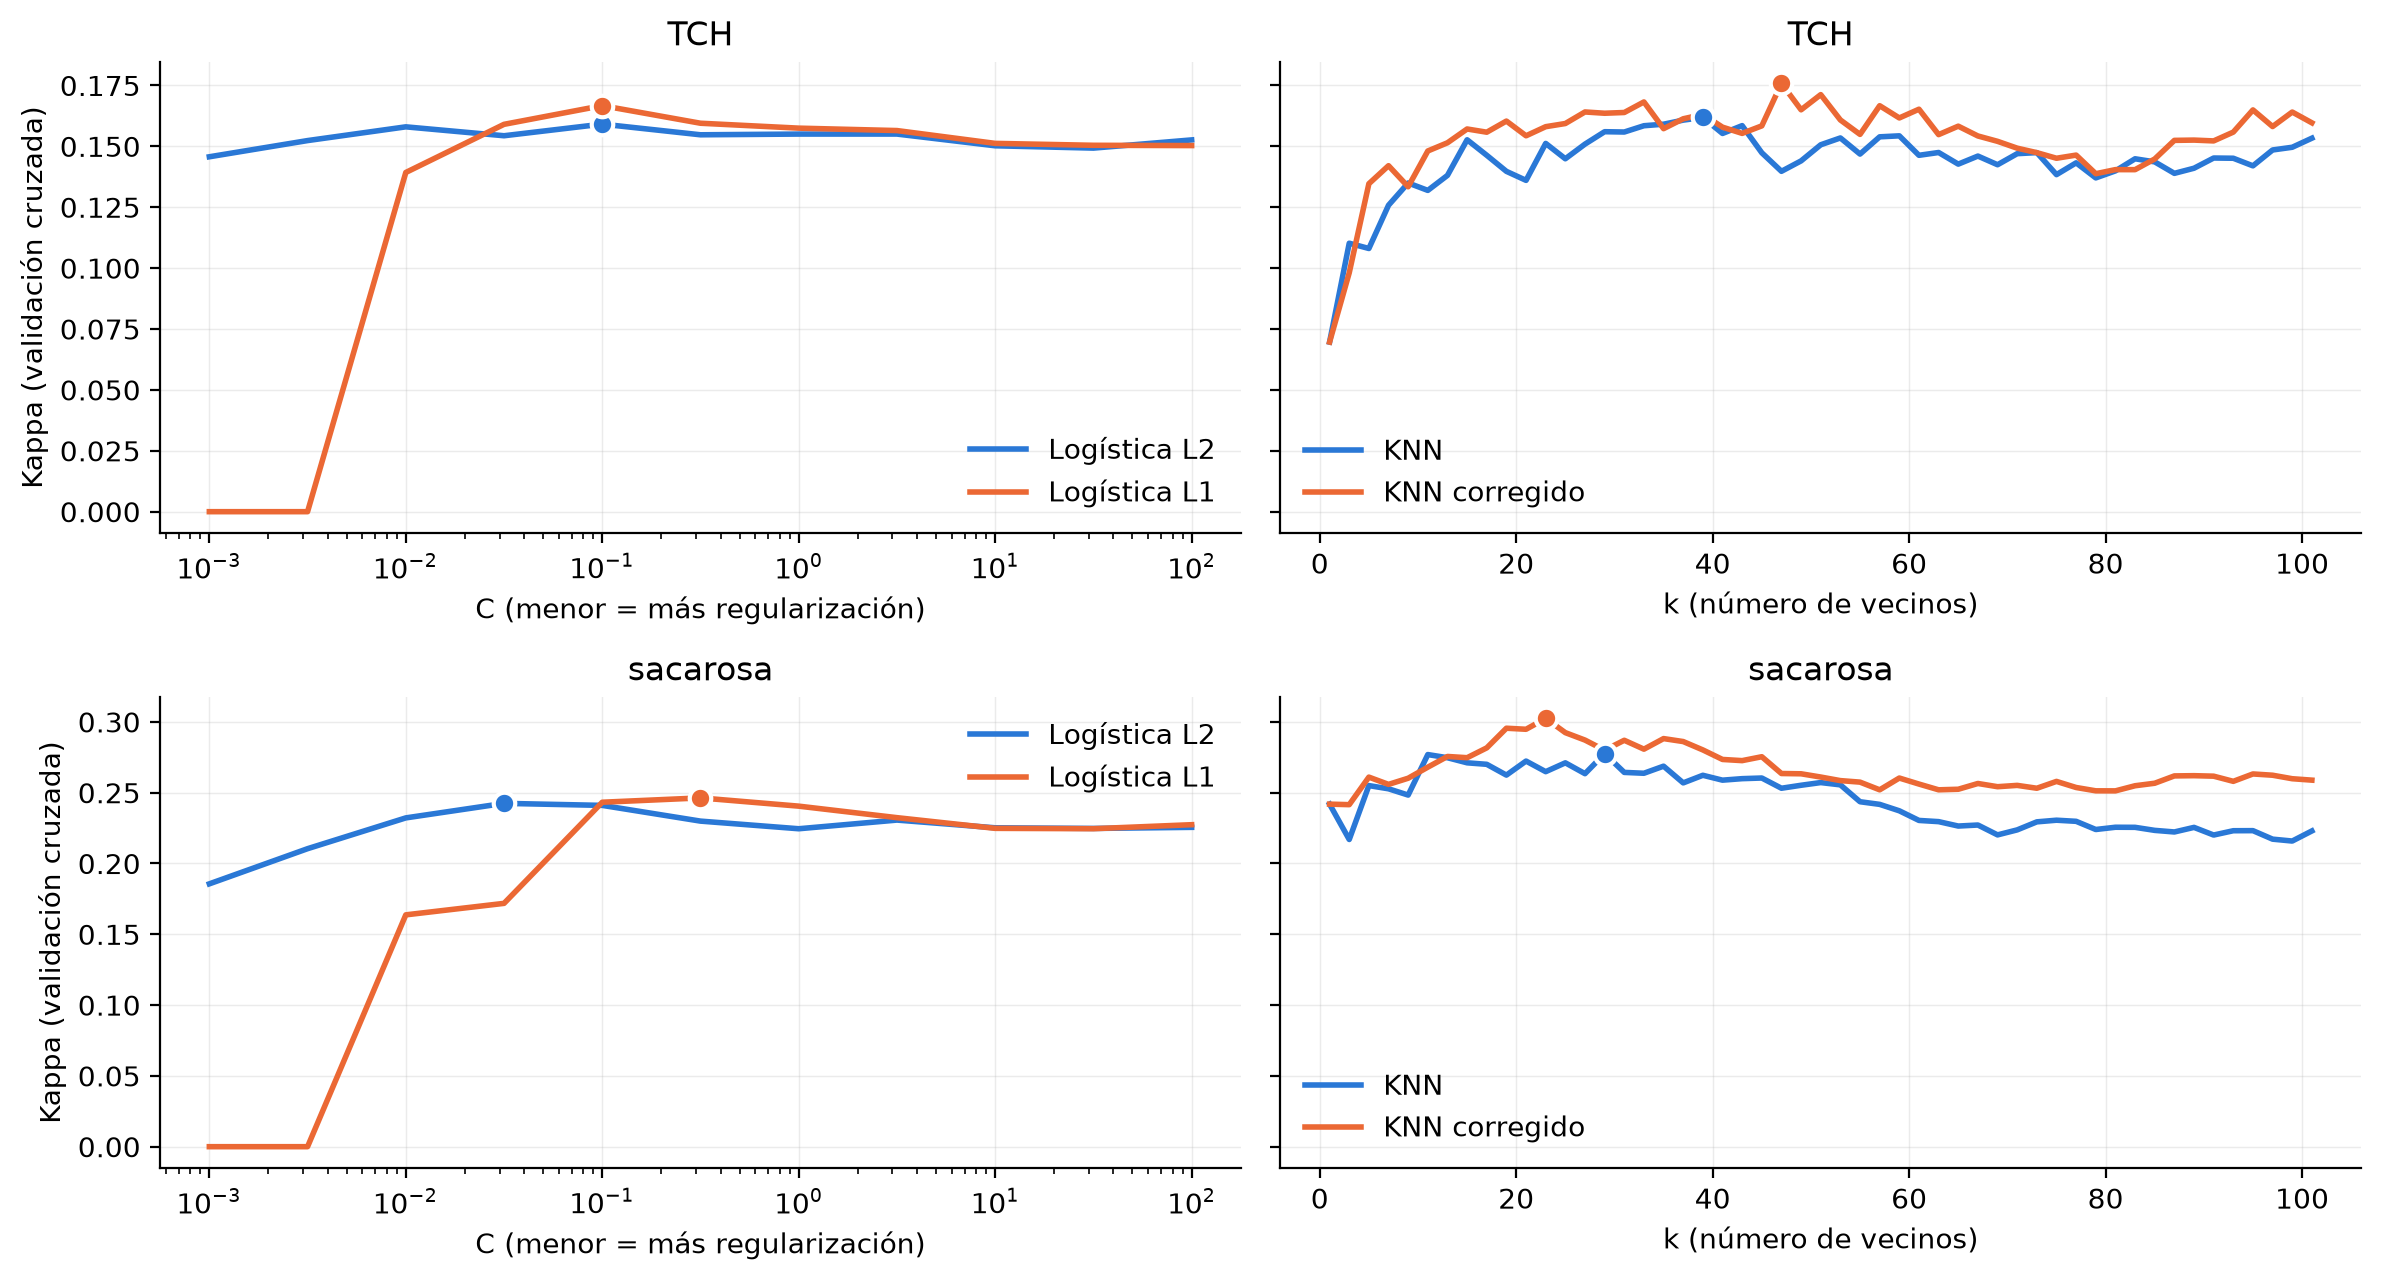 TCH
Kappa (validación cruzada)
0.175
0.150
0.125
0.100
0.075
0.050
0.025
0.000
Logística L2
Logística L1
10⁻³ 10⁻² 10⁻¹ 10⁰ 10¹ 10²
C (menor = más regularización)
TCH
KNN
KNN corregido
0 20 40 60 80 100
k (número de vecinos)
sacarosa
Kappa (validación cruzada)
0.30
0.25
0.20
0.15
0.10
0.05
0.00
Logística L2
Logística L1
10⁻³ 10⁻² 10⁻¹ 10⁰ 10¹ 10²
C (menor = más regularización)
sacarosa
KNN
KNN corregido
0 20 40 60 80 100
k (número de vecinos)